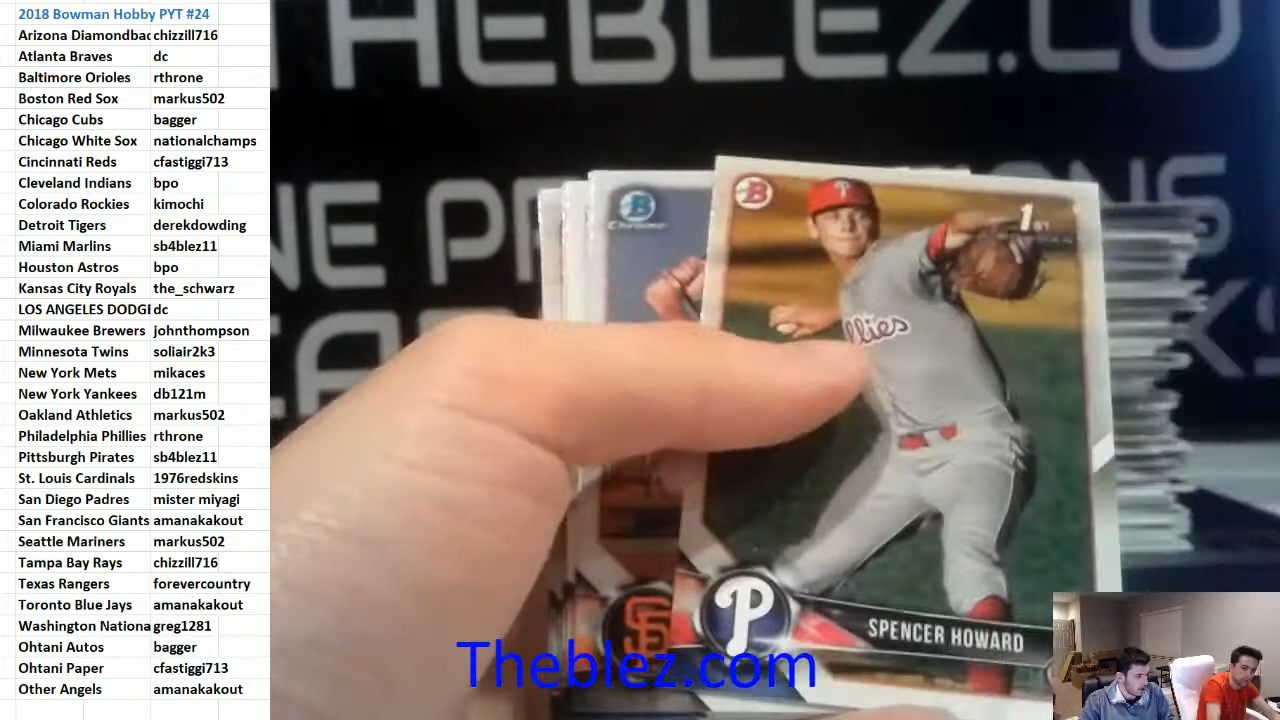 2018 Bowman Hobby PYT #24
Arizona Diamondbac chizzill716
Atlanta Braves dc
Baltimore Orioles rthrone
Boston Red Sox markus502
Chicago Cubs bagger
Chicago White Sox nationalchamps
Cincinnati Reds cfastiggi713
Cleveland Indians bpo
Colorado Rockies kimochi
Detroit Tigers derekdowding
Miami Marlins sb4blez11
Houston Astros bpo
Kansas City Royals the_schwarz
LOS ANGELES DODGE dc
Milwaukee Brewers johnthompson
Minnesota Twins soliair2k3
New York Mets mikaces
New York Yankees db121m
Oakland Athletics markus502
Philadelphia Phillies rthrone
Pittsburgh Pirates sb4blez11
St. Louis Cardinals 1976redskins
San Diego Padres mister miyagi
San Francisco Giants amanakakout
Seattle Mariners markus502
Tampa Bay Rays chizzill716
Texas Rangers forevercountry
Toronto Blue Jays amanakakout
Washington Nationa greg1281
Ohtani Autos bagger
Ohtani Paper cfastiggi713
Other Angels amanakakout
THEBLEZ.CO
B
Chrome
B
1ST
llies
SF
P
SPENCER HOWARD
Theblez.com